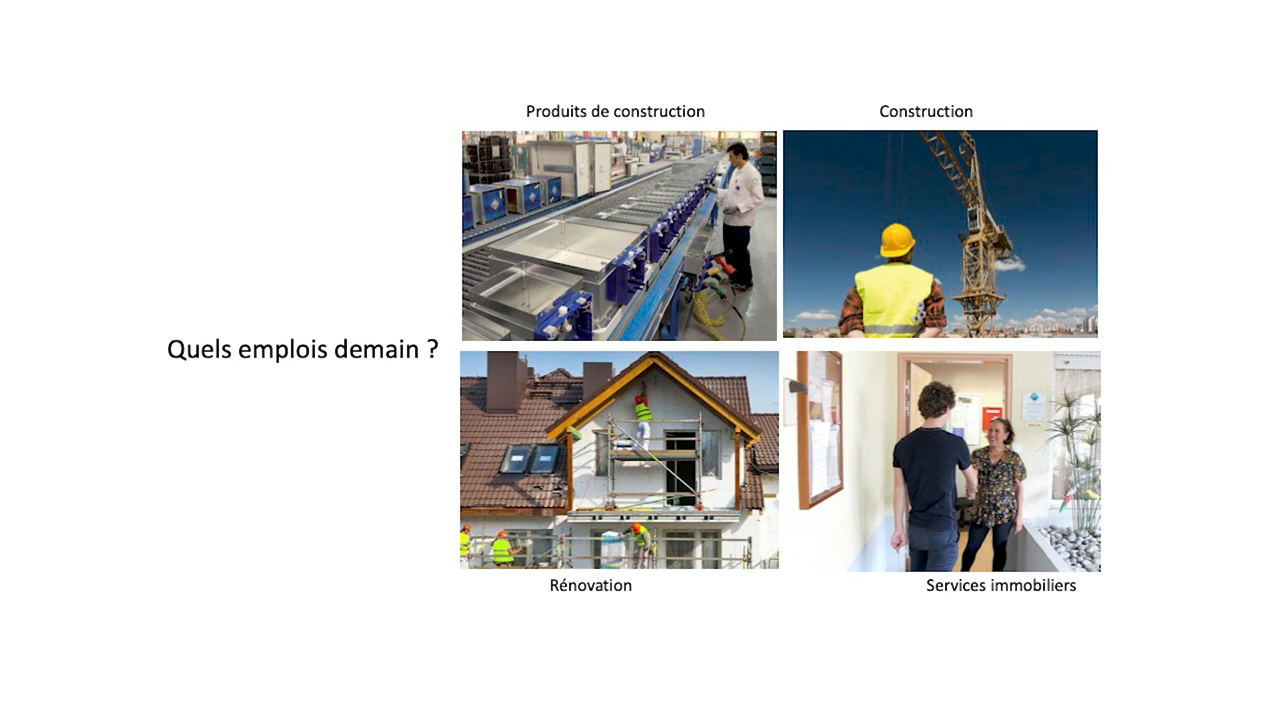 Produits de construction
Construction
Quels emplois demain ?
Rénovation
Services immobiliers